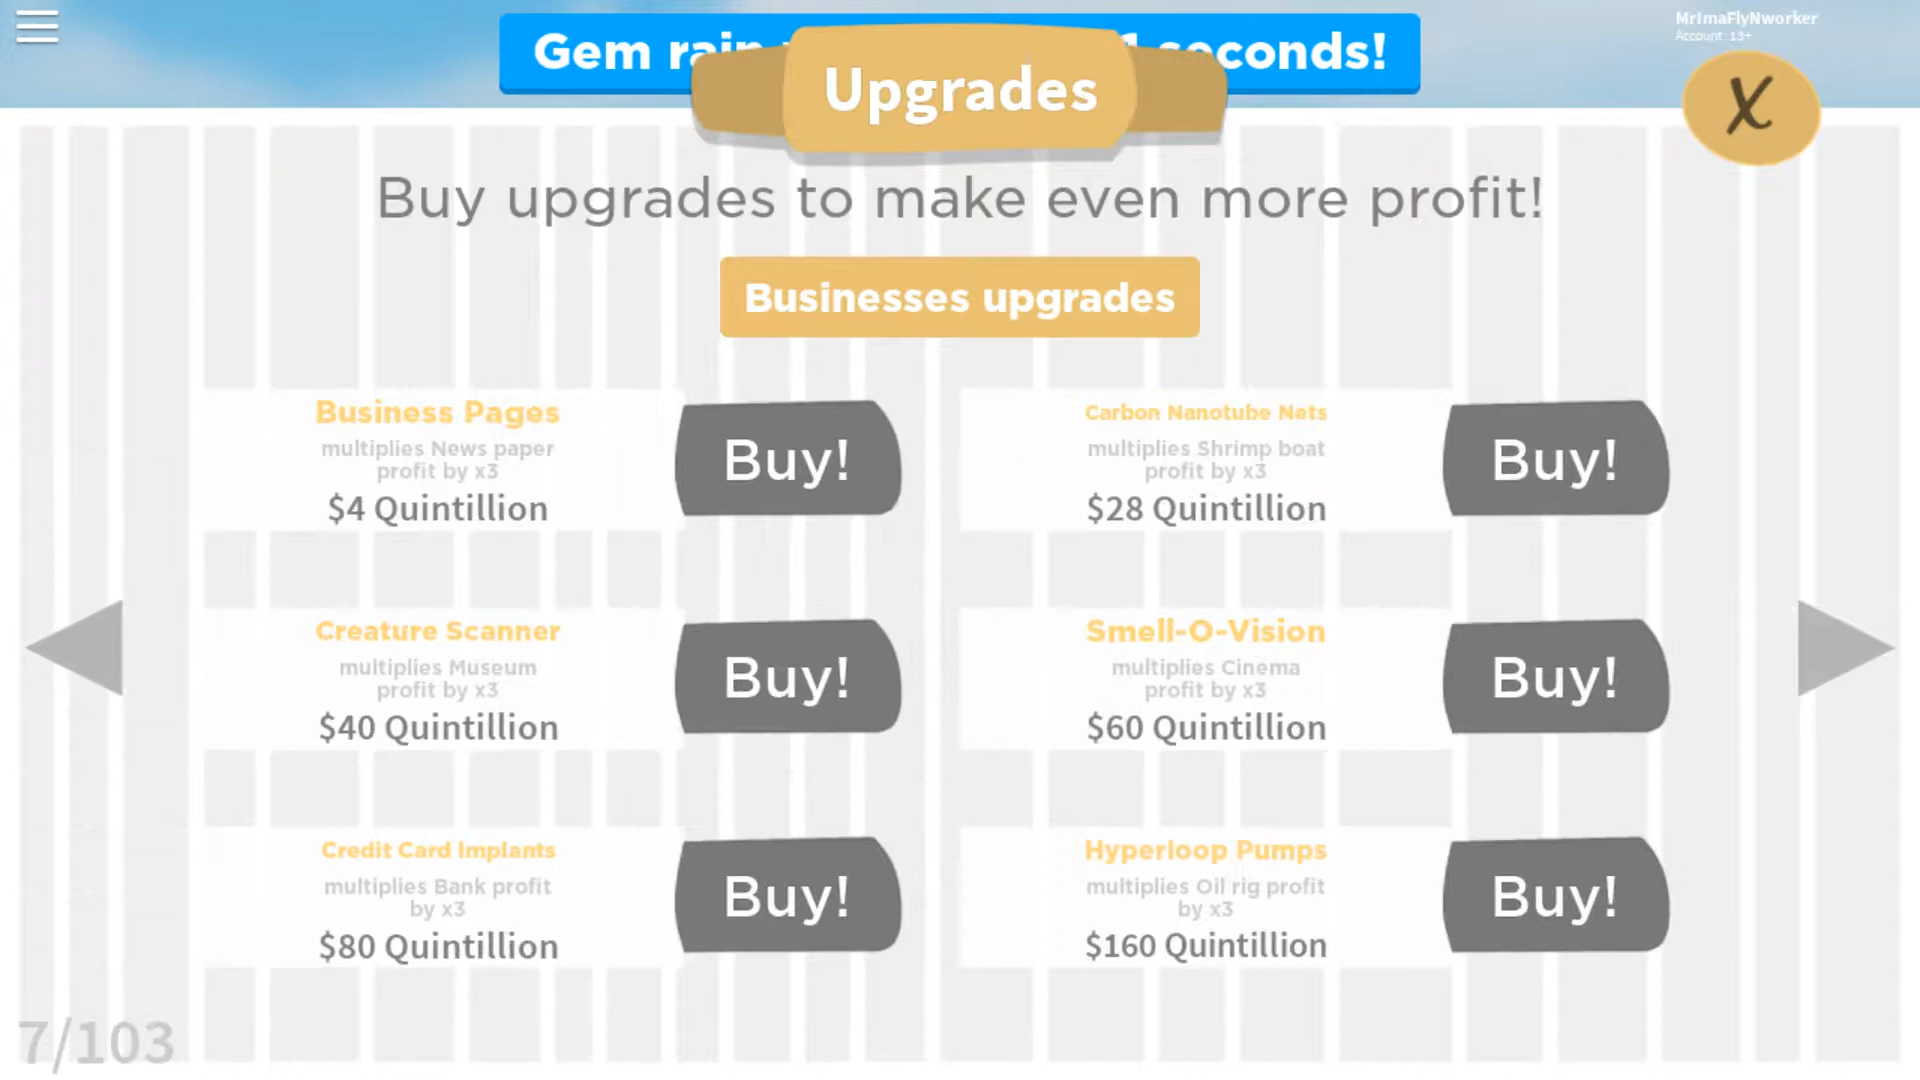 MrImaFlyNworker
Account: 13+
Gem rain seconds!
Upgrades
X
Buy upgrades to make even more profit!
Businesses upgrades
Business Pages
multiplies News paper
profit by x3
$4 Quintillion
Buy!
Carbon Nanotube Nets
multiplies Shrimp boat
profit by x3
$28 Quintillion
Buy!
Creature Scanner
multiplies Museum
profit by x3
$40 Quintillion
Buy!
Smell-O-Vision
multiplies Cinema
profit by x3
$60 Quintillion
Buy!
Credit Card Implants
multiplies Bank profit
by x3
$80 Quintillion
Buy!
Hyperloop Pumps
multiplies Oil rig profit
by x3
$160 Quintillion
Buy!
7/103